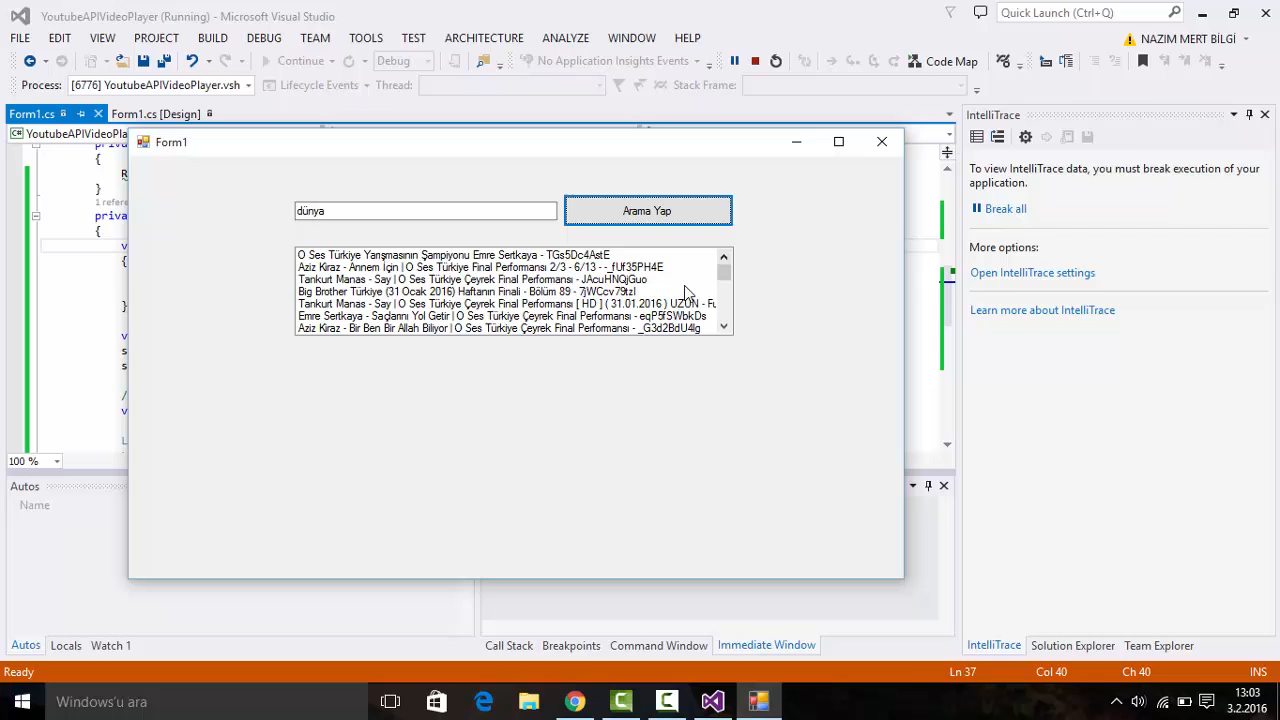 YoutubeAPIVideoPlayer (Running) - Microsoft Visual Studio
Quick Launch (Ctrl+Q)
FILE EDIT VIEW PROJECT BUILD DEBUG TEAM TOOLS TEST ARCHITECTURE ANALYZE WINDOW HELP
NAZIM MERT BİLGİ
Continue
Debug
No Application Insights Events
Code Map
Process: [6776] YoutubeAPIVideoPlayer.vsh
Lifecycle Events
Thread:
Stack Frame:
Form1.cs
Form1.cs [Design]
YoutubeAPIVideoPla
{
}
1 refere
priva
{
{
}
100 %
Form1
dünya
Arama Yap
O Ses Türkiye Yarışmasının Şampiyonu Emre Sertkaya - TGs5Dc4AstE
Aziz Kiraz - Annem İçin | O Ses Türkiye Final Performansı 2/3 - 6/13 - -_fUf35PH4E
Tankurt Manas - Say | O Ses Türkiye Çeyrek Final Performansı - JAcuHNQjGuo
Big Brother Türkiye (31 Ocak 2016) Haftanın Finali - Bölüm 89 - 7jWCcv79tzI
Tankurt Manas - Say | O Ses Türkiye Çeyrek Final Performansı [ HD ] ( 31.01.2016 ) UZUN - Fu
Emre Sertkaya - Saçlarını Yol Getir | O Ses Türkiye Çeyrek Final Performansı - eqP5fSWbkDs
Aziz Kiraz - Bir Ben Bir Allah Biliyor | O Ses Türkiye Çeyrek Final Performansı - _G3d2BdU4lg
IntelliTrace
To view IntelliTrace data, you must break execution of your
application.
Break all
More options:
Open IntelliTrace settings
Learn more about IntelliTrace
Autos
Name
Autos Locals Watch 1
Call Stack Breakpoints Command Window Immediate Window
IntelliTrace Solution Explorer Team Explorer
Ready
Ln 37 Col 40 Ch 40 INS
Windows'u ara
13:03
3.2.2016